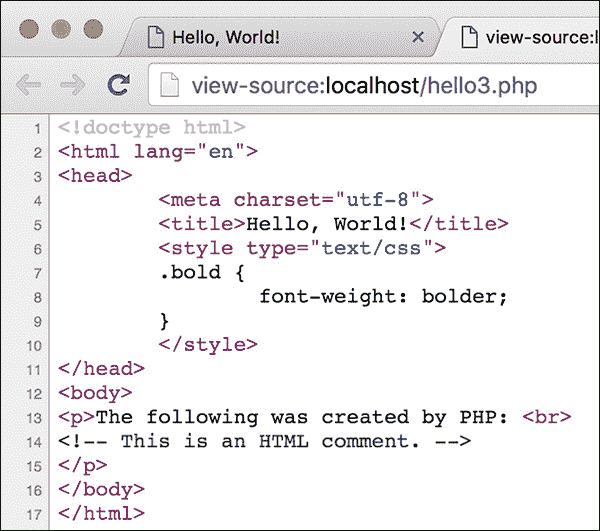 Hello, World!
view-source:l
view-source:localhost/hello3.php
1 <!doctype html>
2 <html lang="en">
3 <head>
4 <meta charset="utf-8">
5 <title>Hello, World!</title>
6 <style type="text/css">
7 .bold {
8 font-weight: bolder;
9 }
10 </style>
11 </head>
12 <body>
13 <p>The following was created by PHP: <br>
14 <!-- This is an HTML comment. -->
15 </p>
16 </body>
17 </html>